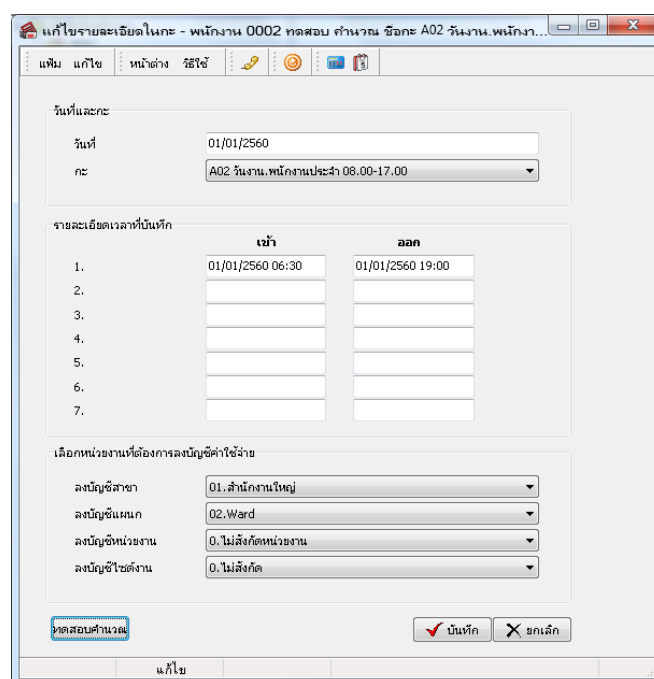 แก้ไขรายละเอียดในกะ - พนักงาน 0002 ทดสอบ คำนวณ ชื่อกะ A02 วันงาน.พนักงา...
แฟ้ม แก้ไข หน้าต่าง วิธีใช้
วันที่และกะ
วันที่ 01/01/2560
กะ A02 วันงาน.พนักงานประจำ 08.00-17.00
รายละเอียดเวลาที่บันทึก
เข้า ออก
1. 01/01/2560 06:30 01/01/2560 19:00
2.
3.
4.
5.
6.
7.
เลือกหน่วยงานที่ต้องการลงบัญชีค่าใช้จ่าย
ลงบัญชีสาขา 01.สำนักงานใหญ่
ลงบัญชีแผนก 02.Ward
ลงบัญชีหน่วยงาน 0.ไม่สังกัดหน่วยงาน
ลงบัญชีไซต์งาน 0.ไม่สังกัด
ทดสอบคำนวณ บันทึก ยกเลิก
แก้ไข